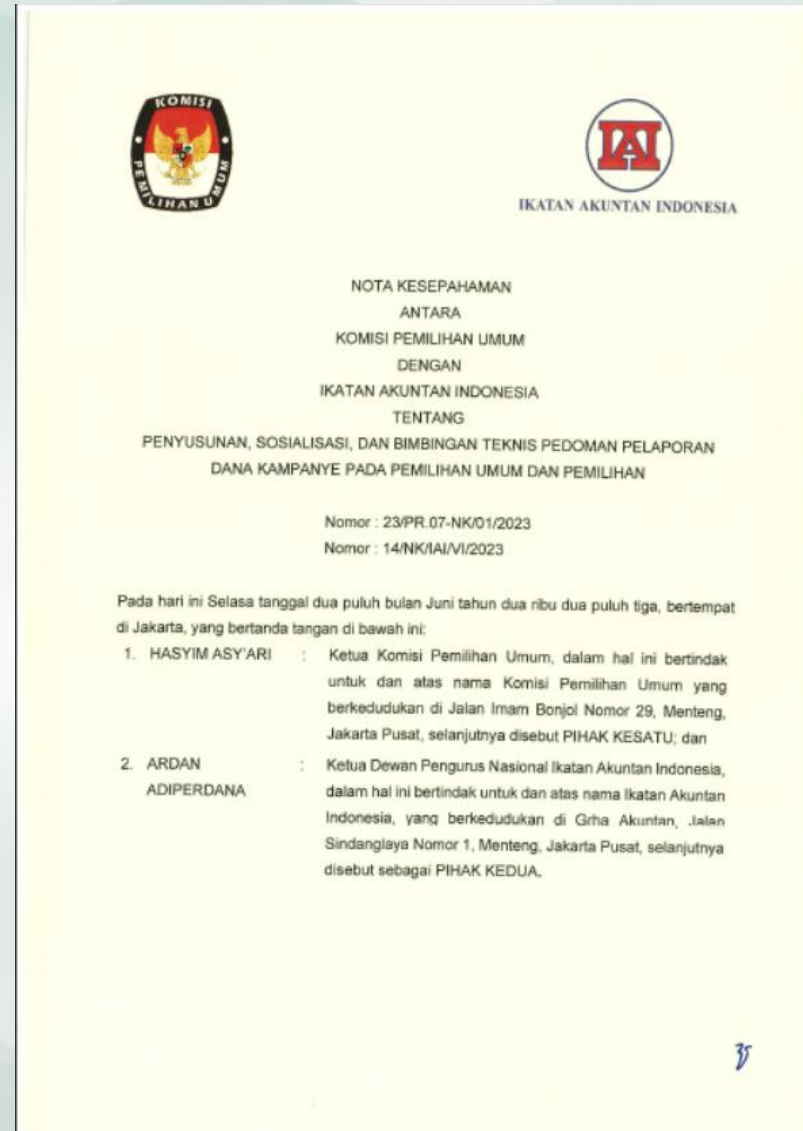 KOMISI
PEMILIHAN UMUM
IAI
IKATAN AKUNTAN INDONESIA
NOTA KESEPAHAMAN
ANTARA
KOMISI PEMILIHAN UMUM
DENGAN
IKATAN AKUNTAN INDONESIA
TENTANG
PENYUSUNAN, SOSIALISASI, DAN BIMBINGAN TEKNIS PEDOMAN PELAPORAN
DANA KAMPANYE PADA PEMILIHAN UMUM DAN PEMILIHAN
Nomor : 23/PR.07-NK/01/2023
Nomor : 14/NK/IAI/VI/2023
Pada hari ini Selasa tanggal dua puluh bulan Juni tahun dua ribu dua puluh tiga, bertempat
di Jakarta, yang bertanda tangan di bawah ini:
1. HASYIM ASY'ARI : Ketua Komisi Pemilihan Umum, dalam hal ini bertindak
untuk dan atas nama Komisi Pemilihan Umum yang
berkedudukan di Jalan Imam Bonjol Nomor 29, Menteng,
Jakarta Pusat, selanjutnya disebut PIHAK KESATU; dan
2. ARDAN : Ketua Dewan Pengurus Nasional Ikatan Akuntan Indonesia,
ADIPERDANA dalam hal ini bertindak untuk dan atas nama Ikatan Akuntan
Indonesia, yang berkedudukan di Grha Akuntan, Jalan
Sindanglaya Nomor 1, Menteng, Jakarta Pusat, selanjutnya
disebut sebagai PIHAK KEDUA.